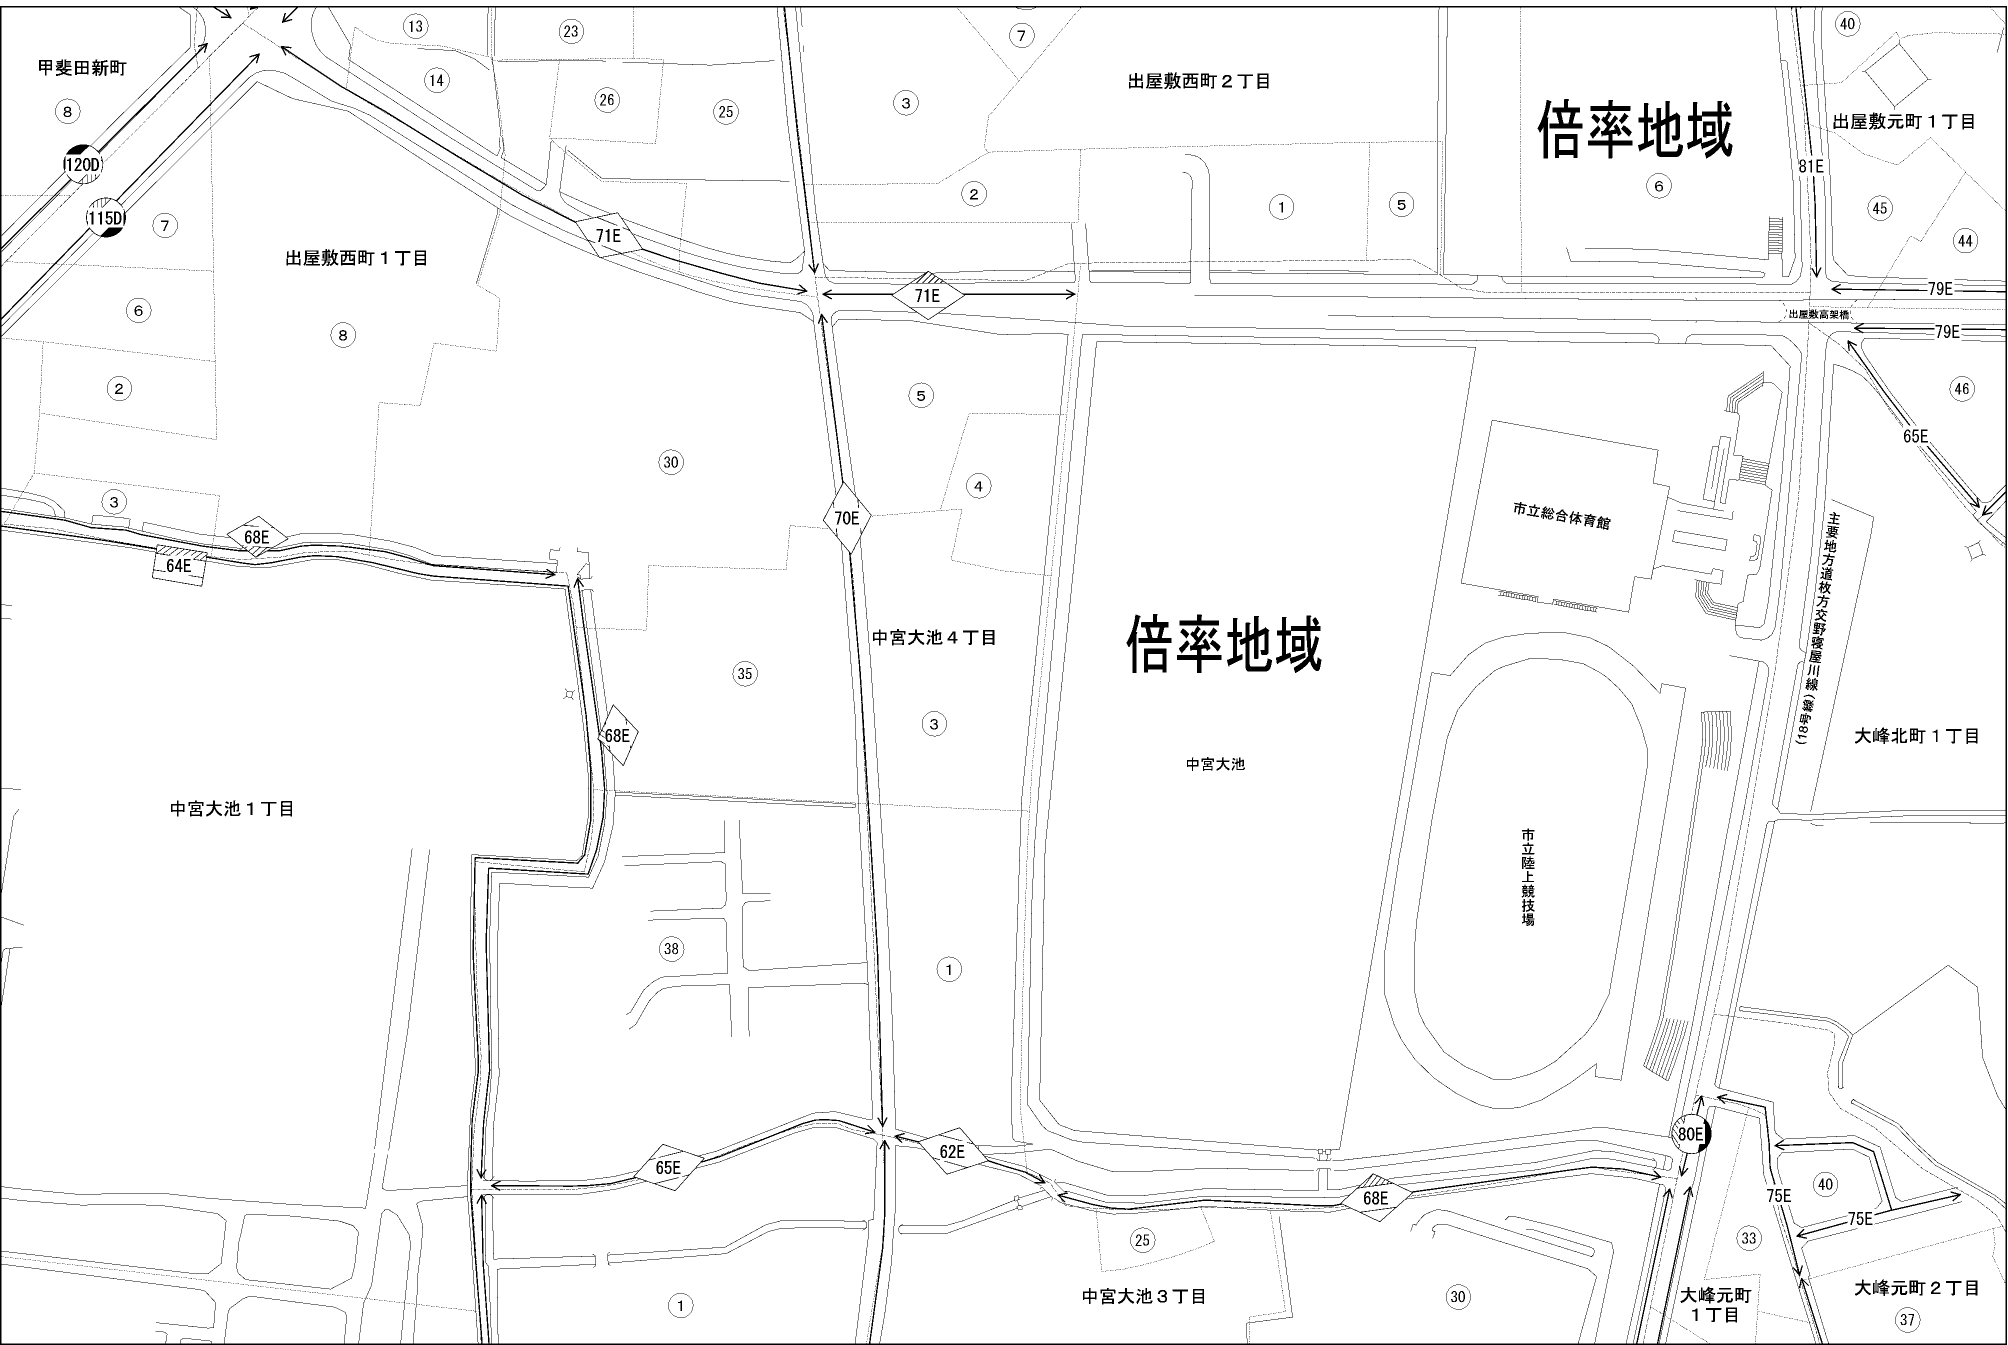 13
23
7
40
甲斐田新町
14
出屋敷西町２丁目
8
26
25
3
倍率地域
出屋敷元町１丁目
120D
81E
6
2
1
5
45
115D
7
71E
44
出屋敷西町１丁目
71E
79E
6
出屋敷高架橋
8
79E
2
5
46
65E
30
4
3
市立総合体育館
70E
68E
64E
主要地方道枚方交野寝屋川線(18号線)
中宮大池４丁目
倍率地域
35
3
68E
大峰北町１丁目
中宮大池
中宮大池１丁目
市立陸上競技場
38
1
80E
62E
65E
68E
40
75E
75E
25
33
中宮大池３丁目
大峰元町２丁目
1
30
大峰元町
１丁目
37